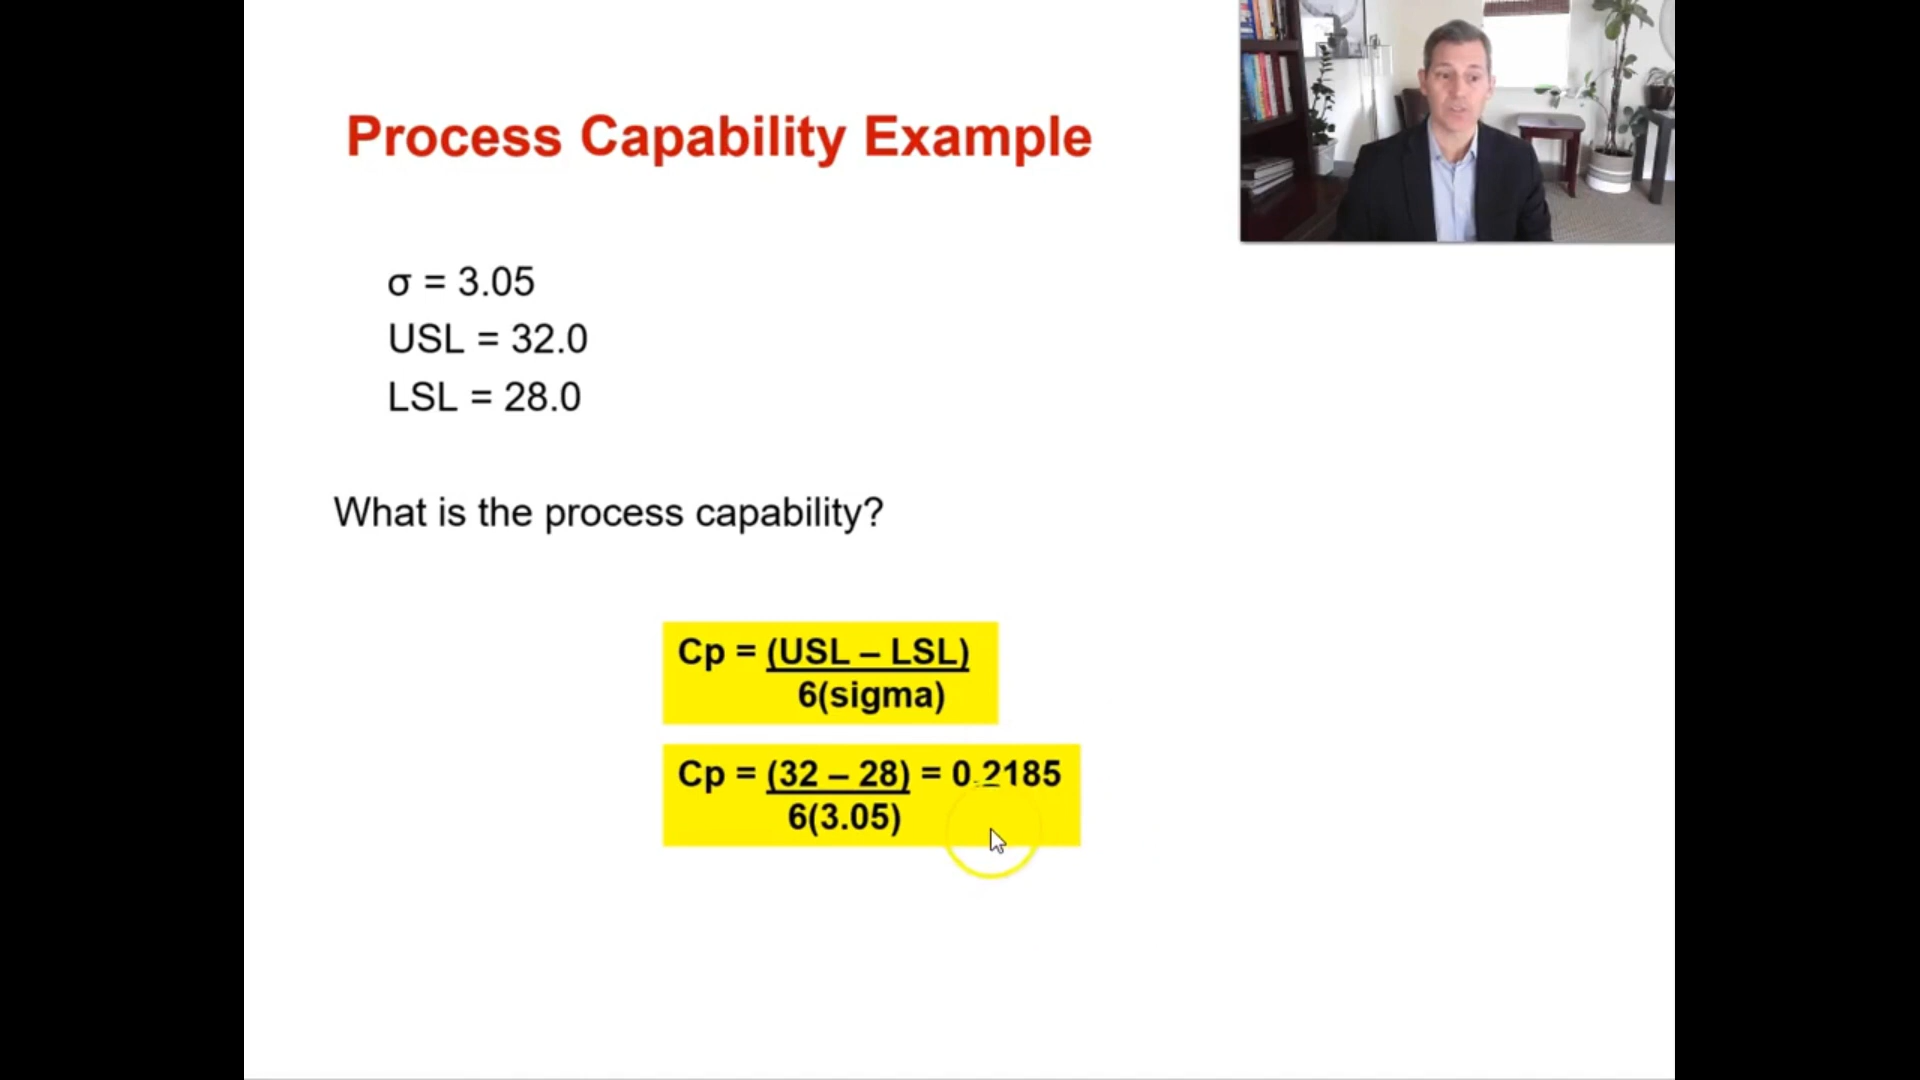 Process Capability Example
σ = 3.05
USL = 32.0
LSL = 28.0
What is the process capability?
Cp = (USL – LSL)
6(sigma)
Cp = (32 – 28) = 0.2185
6(3.05)